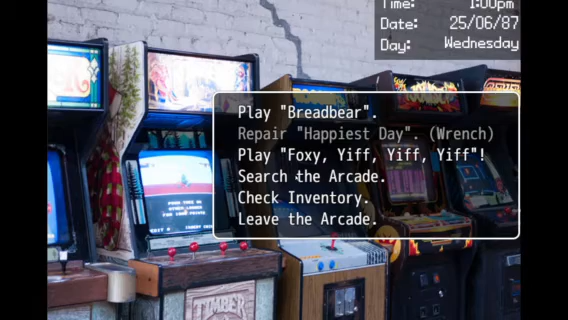 Time: 1:00pm
Date: 25/06/87
Day: Wednesday
Play "Breadbear".
Repair "Happiest Day". (Wrench)
Play "Foxy, Yiff, Yiff, Yiff"!
Search the Arcade.
Check Inventory.
Leave the Arcade.
TIMBER